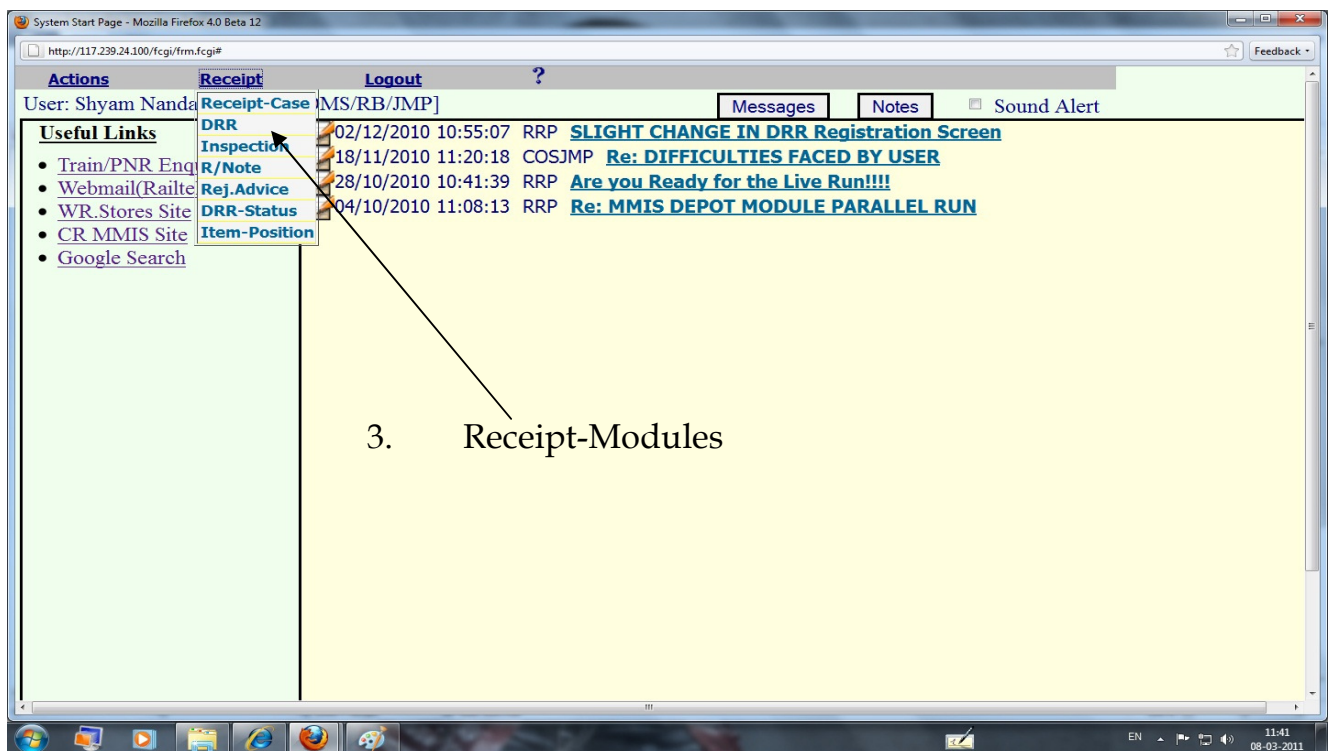 System Start Page - Mozilla Firefox 4.0 Beta 12
http://117.239.24.100/fcgi/frm.fcgi#
Feedback
Actions Receipt Logout ?
User: Shyam Nanda MS/RB/JMP] Messages Notes Sound Alert
Receipt-Case
DRR
Inspection
R/Note
Rej.Advice
DRR-Status
Item-Position
Useful Links
Train/PNR Enq
Webmail(Railte
WR.Stores Site
CR MMIS Site
Google Search
02/12/2010 10:55:07 RRP SLIGHT CHANGE IN DRR Registration Screen
18/11/2010 11:20:18 COSJMP Re: DIFFICULTIES FACED BY USER
28/10/2010 10:41:39 RRP Are you Ready for the Live Run!!!!
04/10/2010 11:08:13 RRP Re: MMIS DEPOT MODULE PARALLEL RUN
3. Receipt-Modules
EN 11:41
08-03-2011